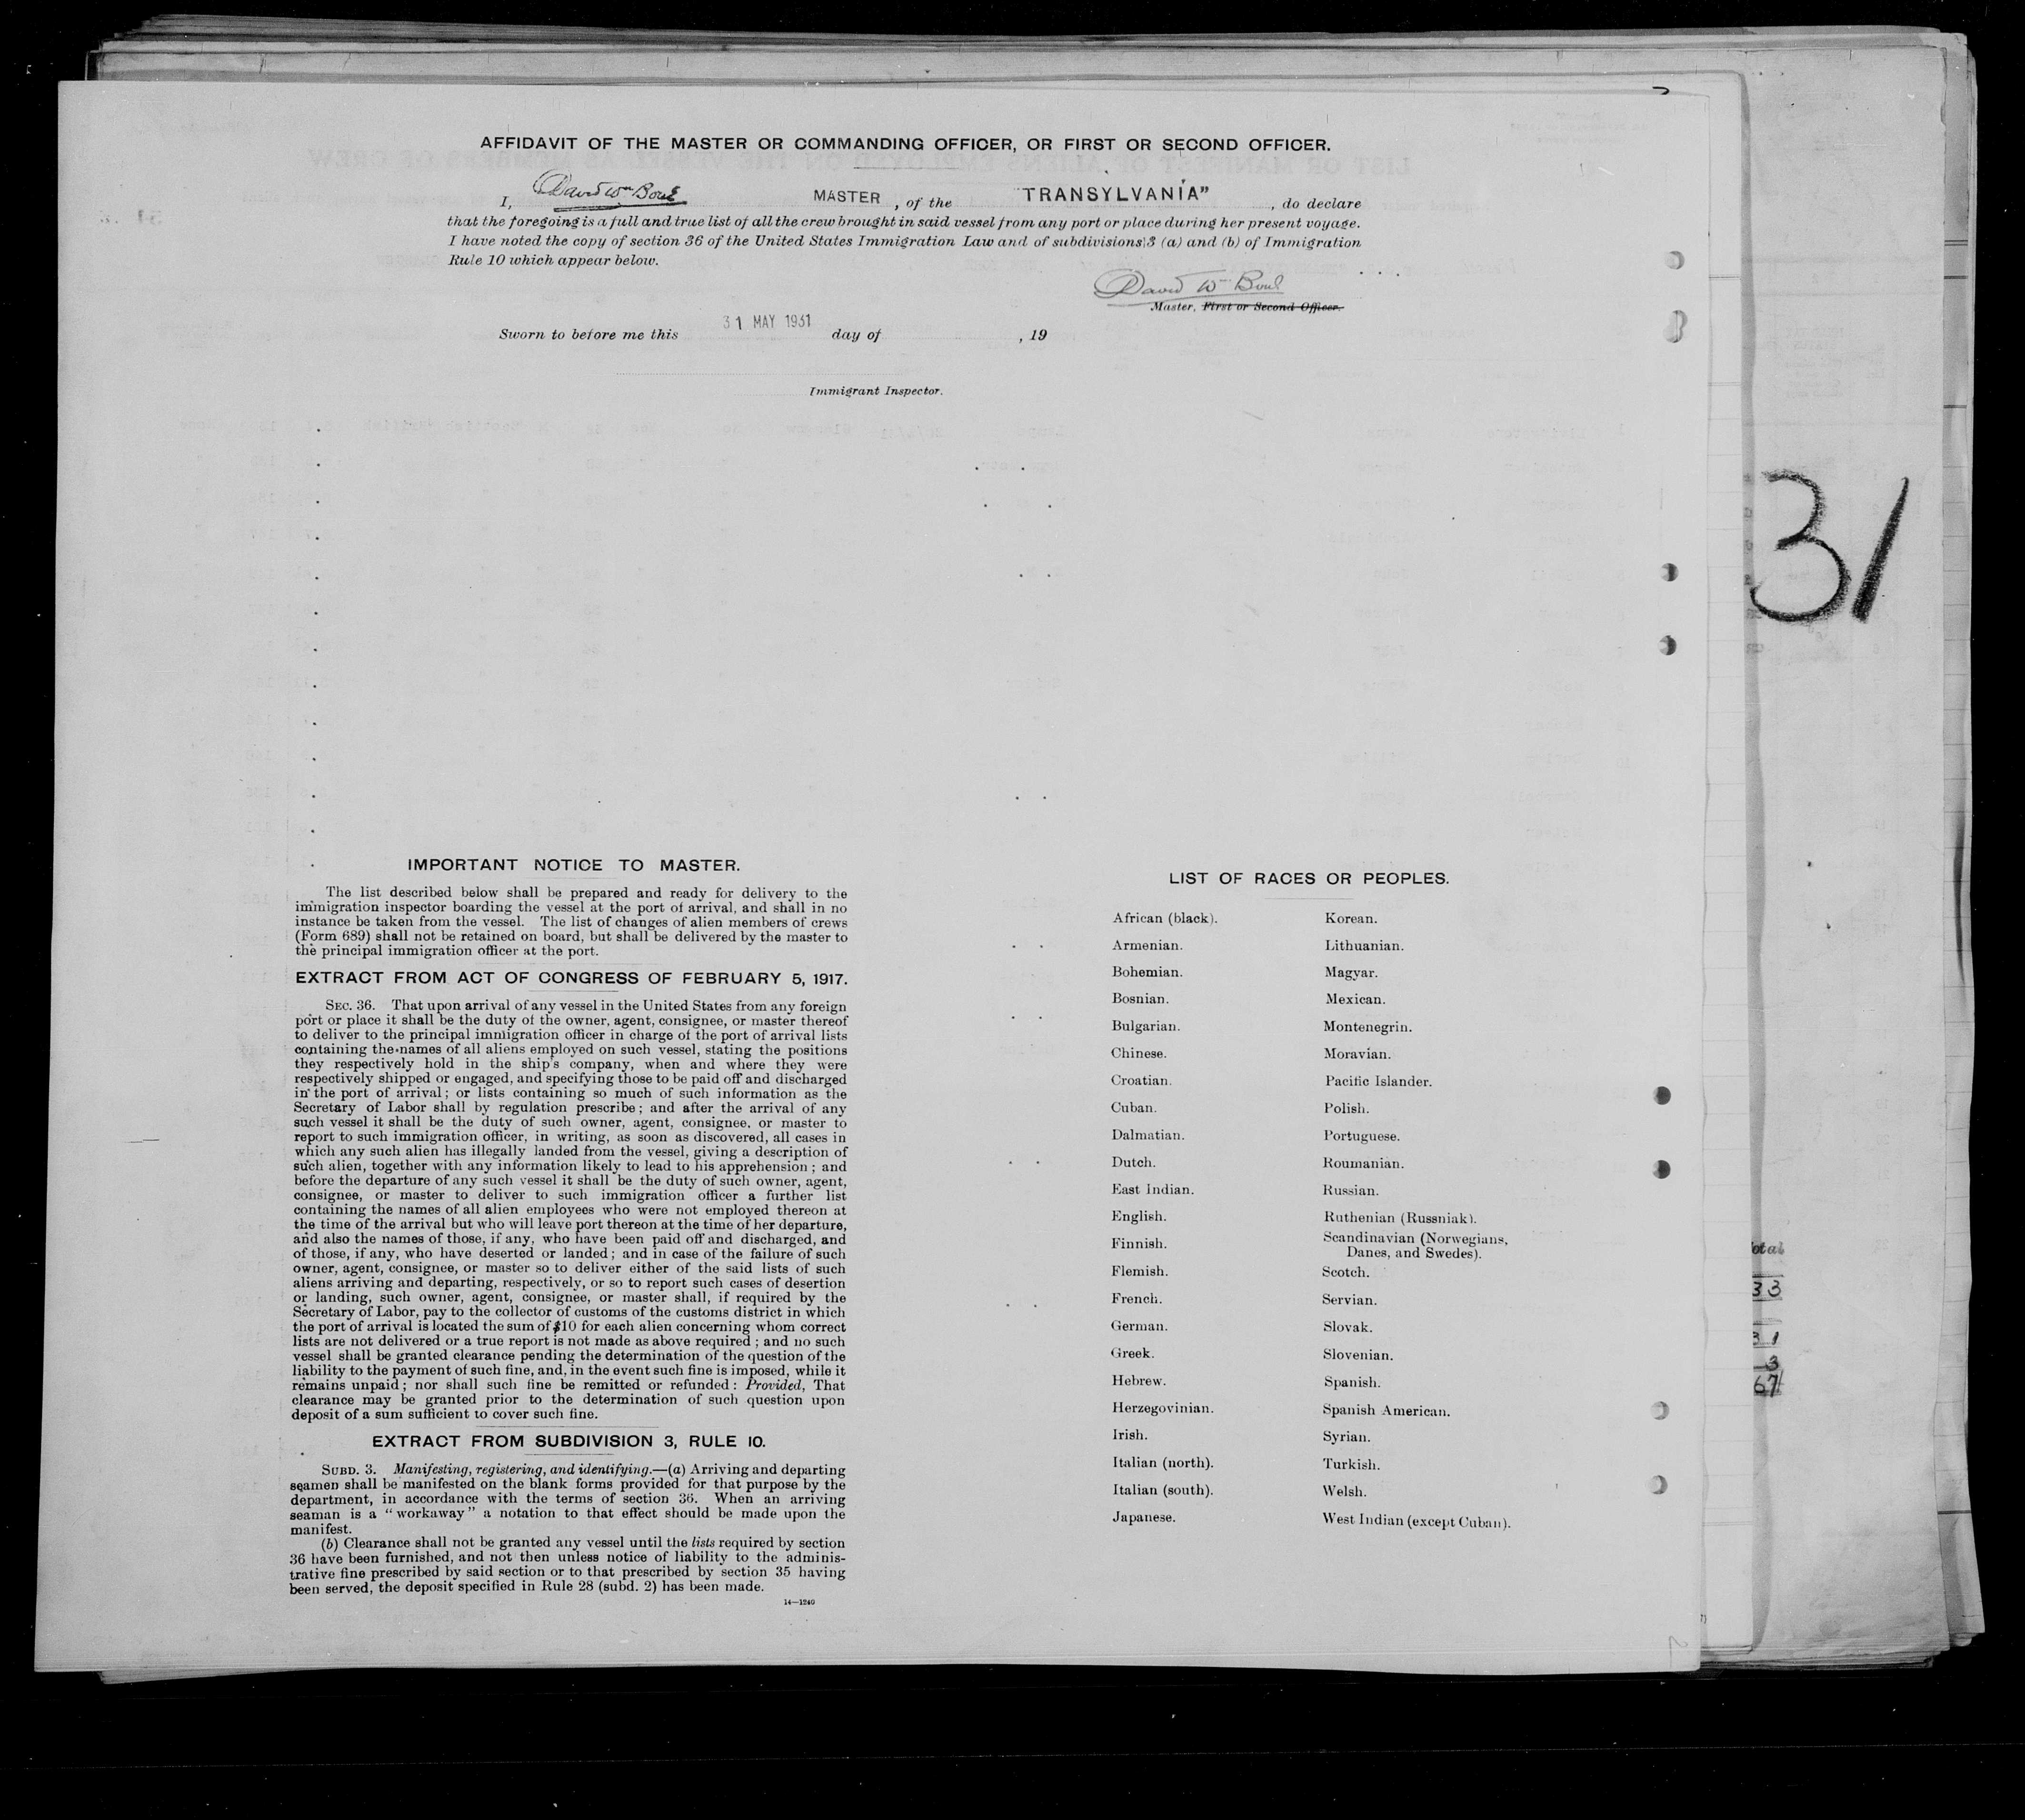 AFFIDAVIT OF THE MASTER OR COMMANDING OFFICER, OR FIRST OR SECOND OFFICER.
I, David Wm Bone MASTER, of the "TRANSYLVANIA", do declare
that the foregoing is a full and true list of all the crew brought in said vessel from any port or place during her present voyage.
I have noted the copy of section 36 of the United States Immigration Law and of subdivisions 3 (a) and (b) of Immigration
Rule 10 which appear below.
David Wm Bone
Master, First or Second Officer.
Sworn to before me this 31 MAY 1931 day of , 19
Immigrant Inspector.
31
IMPORTANT NOTICE TO MASTER.
The list described below shall be prepared and ready for delivery to the
immigration inspector boarding the vessel at the port of arrival, and shall in no
instance be taken from the vessel. The list of changes of alien members of crews
(Form 689) shall not be retained on board, but shall be delivered by the master to
the principal immigration officer at the port.
EXTRACT FROM ACT OF CONGRESS OF FEBRUARY 5, 1917.
SEC. 36. That upon arrival of any vessel in the United States from any foreign
port or place it shall be the duty of the owner, agent, consignee, or master thereof
to deliver to the principal immigration officer in charge of the port of arrival lists
containing the names of all aliens employed on such vessel, stating the positions
they respectively hold in the ship's company, when and where they were
respectively shipped or engaged, and specifying those to be paid off and discharged
in the port of arrival; or lists containing so much of such information as the
Secretary of Labor shall by regulation prescribe; and after the arrival of any
such vessel it shall be the duty of such owner, agent, consignee, or master to
report to such immigration officer, in writing, as soon as discovered, all cases in
which any such alien has illegally landed from the vessel, giving a description of
such alien, together with any information likely to lead to his apprehension; and
before the departure of any such vessel it shall be the duty of such owner, agent,
consignee, or master to deliver to such immigration officer a further list
containing the names of all alien employees who were not employed thereon at
the time of the arrival but who will leave port thereon at the time of her departure,
and also the names of those, if any, who have been paid off and discharged, and
of those, if any, who have deserted or landed; and in case of the failure of such
owner, agent, consignee, or master so to deliver either of the said lists of such
aliens arriving and departing, respectively, or so to report such cases of desertion
or landing, such owner, agent, consignee, or master shall, if required by the
Secretary of Labor, pay to the collector of customs of the customs district in which
the port of arrival is located the sum of $10 for each alien concerning whom correct
lists are not delivered or a true report is not made as above required; and no such
vessel shall be granted clearance pending the determination of the question of the
liability to the payment of such fine, and, in the event such fine is imposed, while it
remains unpaid; nor shall such fine be remitted or refunded: Provided, That
clearance may be granted prior to the determination of such question upon
deposit of a sum sufficient to cover such fine.
EXTRACT FROM SUBDIVISION 3, RULE 10.
SUBD. 3. Manifesting, registering, and identifying.—(a) Arriving and departing
seamen shall be manifested on the blank forms provided for that purpose by the
department, in accordance with the terms of section 36. When an arriving
seaman is a "workaway" a notation to that effect should be made upon the
manifest.
(b) Clearance shall not be granted any vessel until the lists required by section
36 have been furnished, and not then unless notice of liability to the adminis-
trative fine prescribed by said section or to that prescribed by section 35 having
been served, the deposit specified in Rule 28 (subd. 2) has been made.
14—1240
LIST OF RACES OR PEOPLES.
African (black).
Armenian.
Bohemian.
Bosnian.
Bulgarian.
Chinese.
Croatian.
Cuban.
Dalmatian.
Dutch.
East Indian.
English.
Finnish.
Flemish.
French.
German.
Greek.
Hebrew.
Herzegovinian.
Irish.
Italian (north).
Italian (south).
Japanese.
Korean.
Lithuanian.
Magyar.
Mexican.
Montenegrin.
Moravian.
Pacific Islander.
Polish.
Portuguese.
Roumanian.
Russian.
Ruthenian (Russniak).
Scandinavian (Norwegians,
Danes, and Swedes).
Scotch.
Servian.
Slovak.
Slovenian.
Spanish.
Spanish American.
Syrian.
Turkish.
Welsh.
West Indian (except Cuban).
otal
33
31
3
67